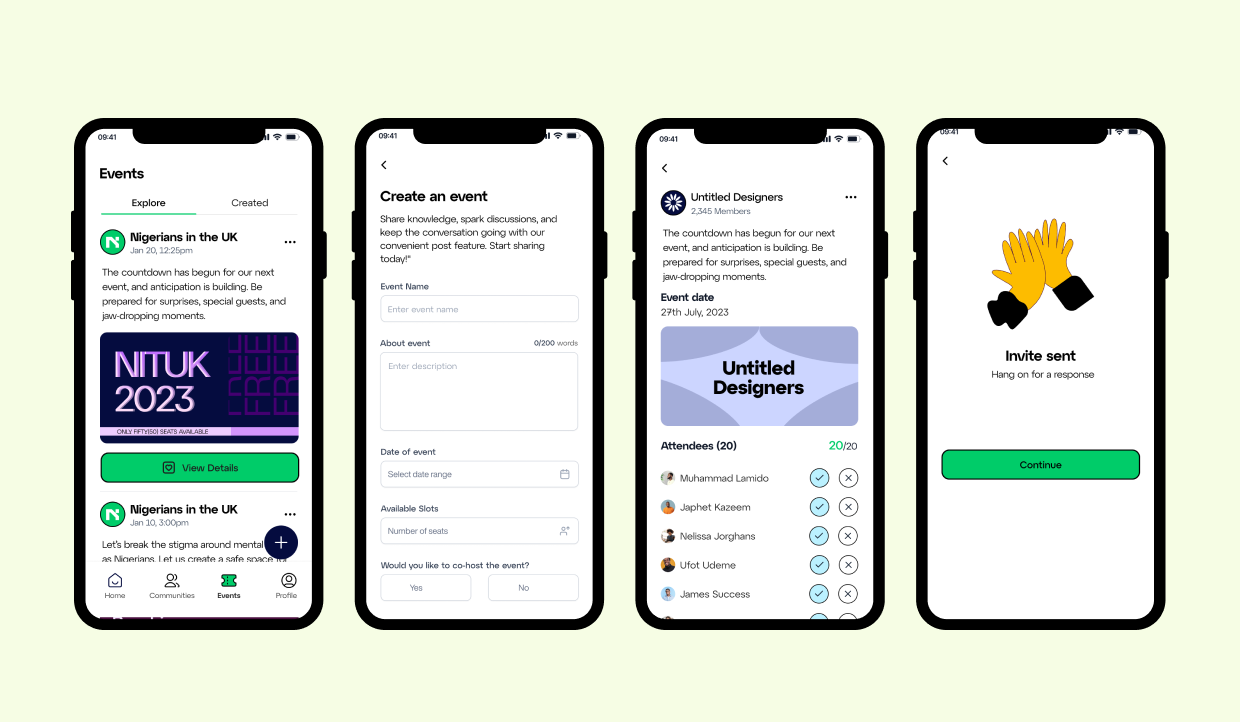 09:41
Events
Explore
Created
Nigerians in the UK
Jan 20, 12:25pm
The countdown has begun for our next
event, and anticipation is building. Be
prepared for surprises, special guests, and
jaw-dropping moments.
NITUK
2023
FREE
FREE
ONLY FIFTY(50) SEATS AVAILABLE
View Details
Nigerians in the UK
Jan 10, 3:00pm
Let's break the stigma around mental
as Nigerians. Let us create a safe space for
Home
Communities
Events
Profile
09:41
Create an event
Share knowledge, spark discussions, and
keep the conversation going with our
convenient post feature. Start sharing
today!"
Event Name
Enter event name
About event
0/200 words
Enter description
Date of event
Select date range
Available Slots
Number of seats
Would you like to co-host the event?
Yes
No
09:41
Untitled Designers
2,345 Members
The countdown has begun for our next
event, and anticipation is building. Be
prepared for surprises, special guests, and
jaw-dropping moments.
Event date
27th July, 2023
Untitled
Designers
Attendees (20)
20/20
Muhammad Lamido
Japhet Kazeem
Nelissa Jorghans
Ufot Udeme
James Success
09:41
Invite sent
Hang on for a response
Continue